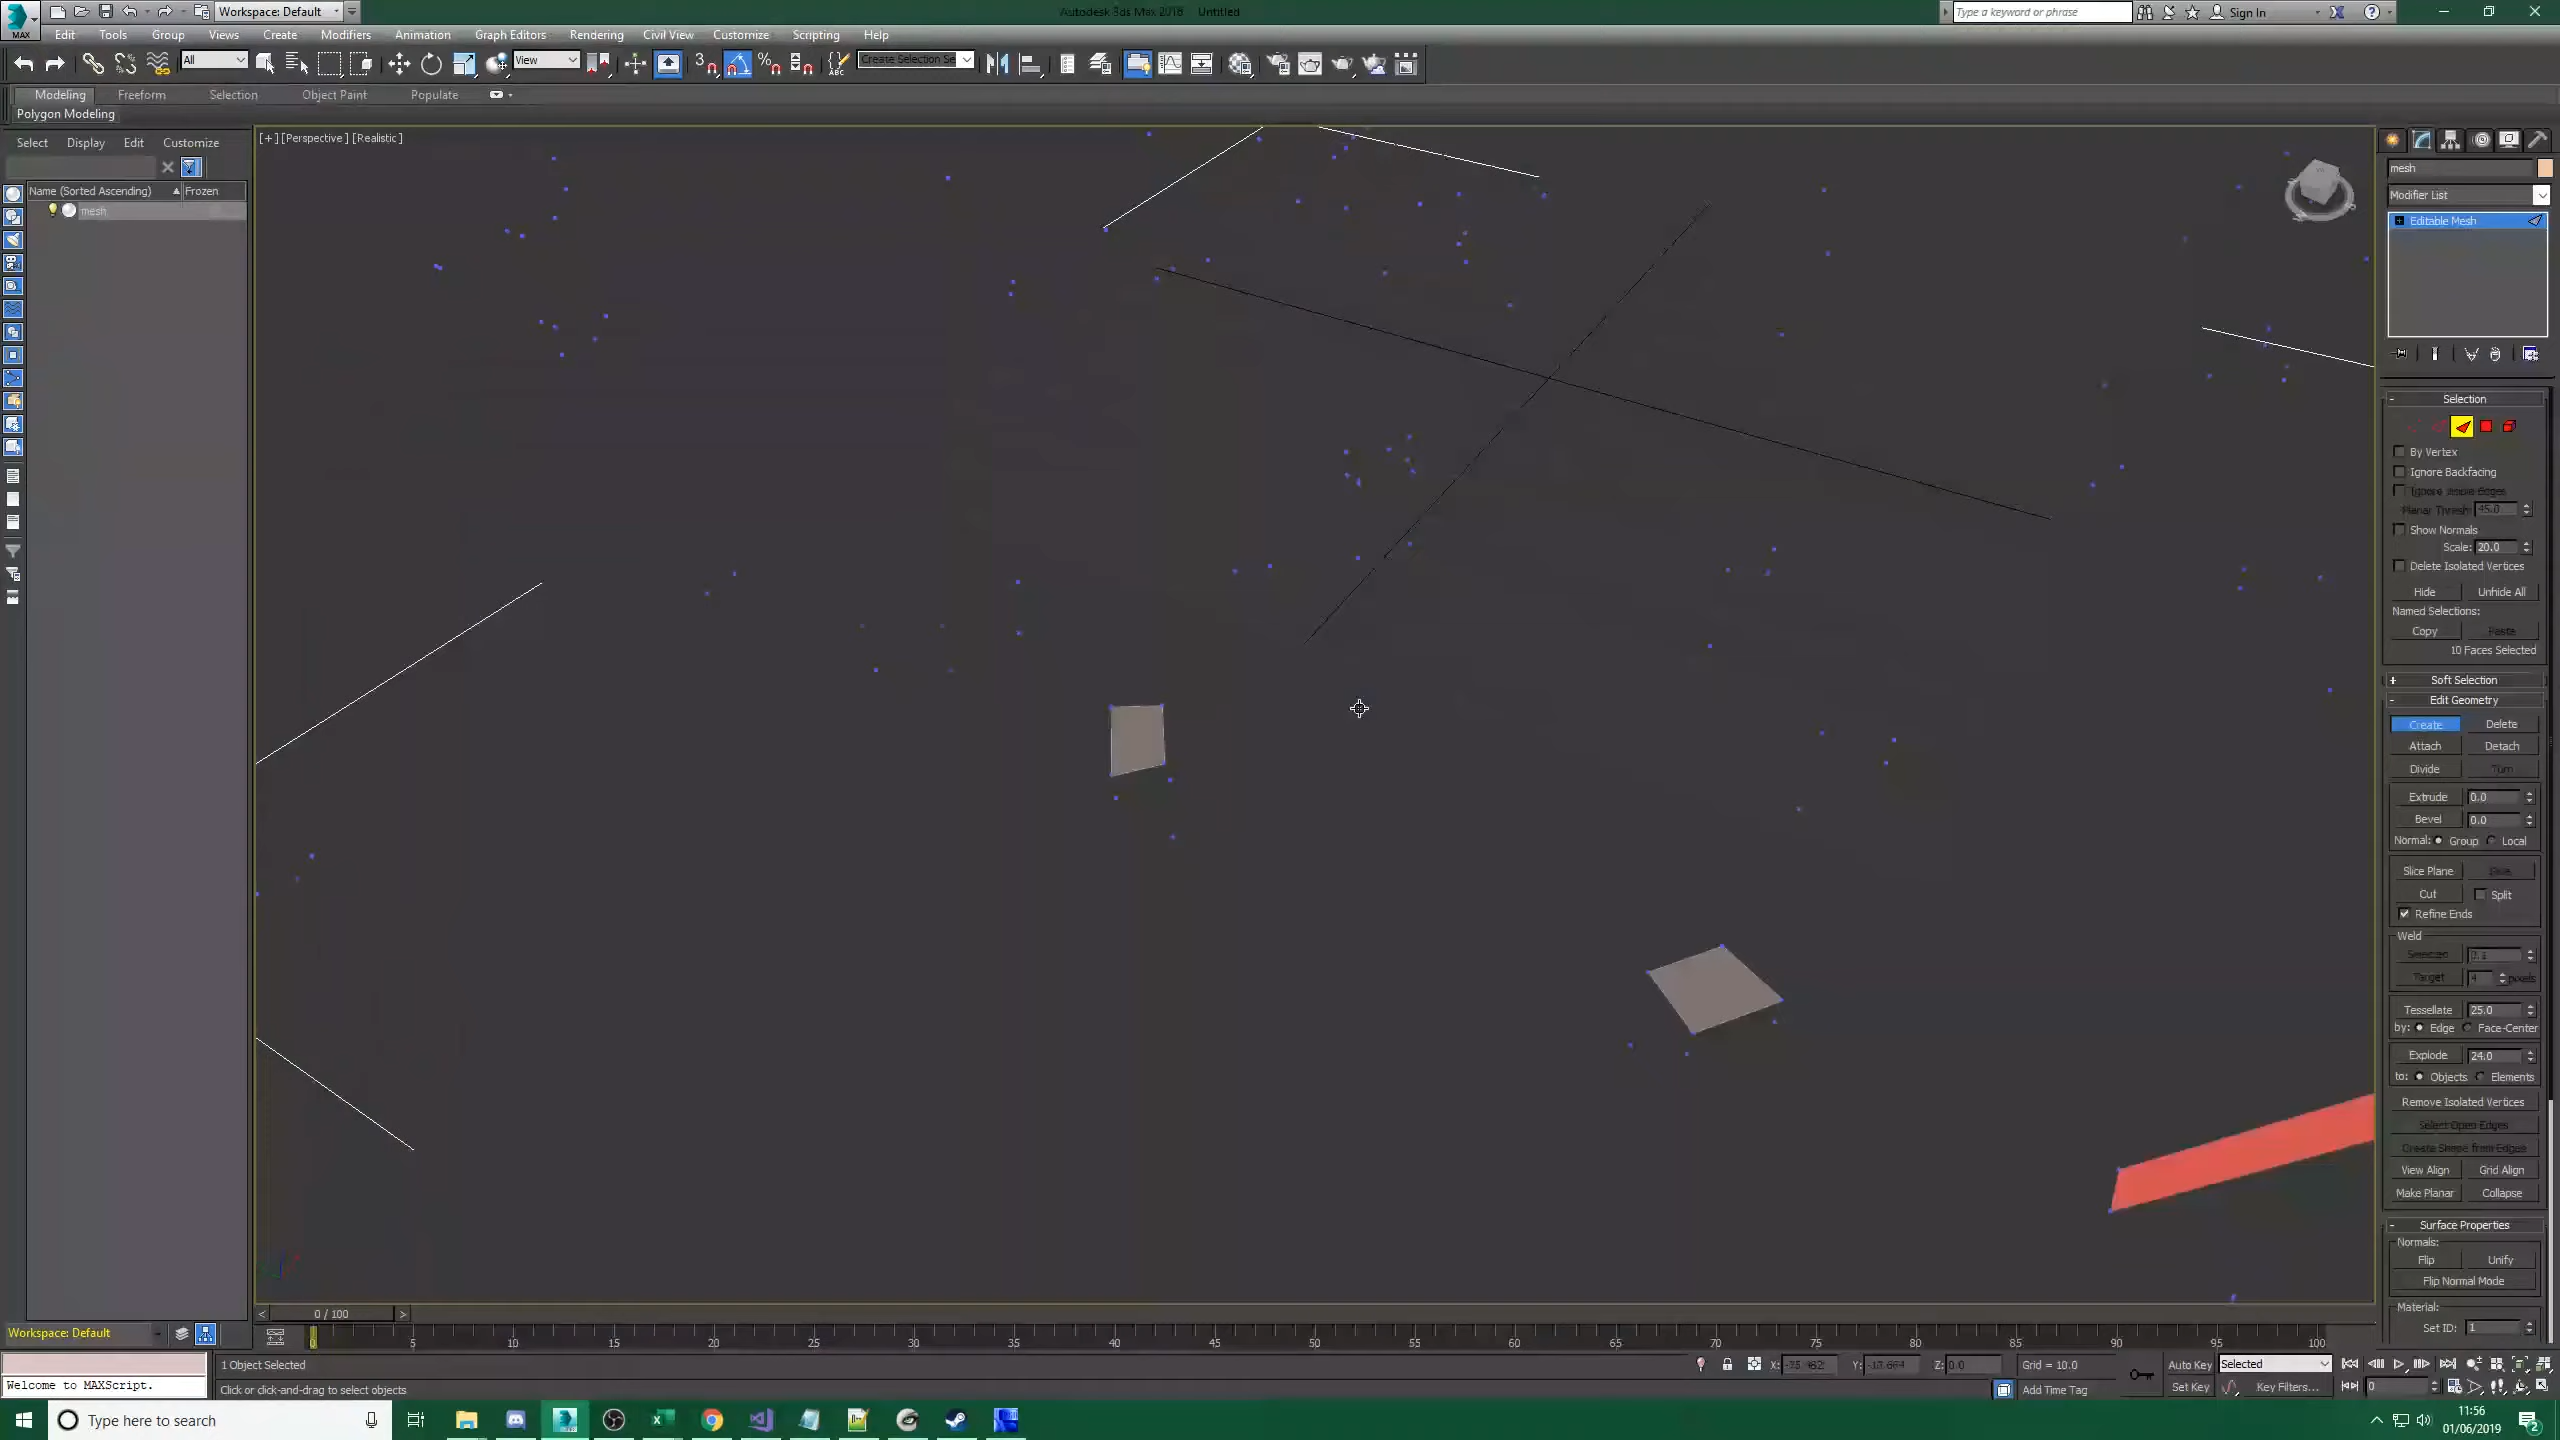 Workspace: Default
Autodesk 3ds Max 2016 Untitled
Type a keyword or phrase
Sign In
MAX
Edit Tools Group Views Create Modifiers Animation Graph Editors Rendering Civil View Customize Scripting Help
All
View
3
ABC
Create Selection Se
Modeling Freeform Selection Object Paint Populate
Polygon Modeling
Select Display Edit Customize
Name (Sorted Ascending) Frozen
mesh
[+] [Perspective] [Realistic]
mesh
Modifier List
Editable Mesh
Selection
By Vertex
Ignore Backfacing
Ignore Visible Edges
Planar Thresh: 45.0
Show Normals
Scale: 20.0
Delete Isolated Vertices
Hide Unhide All
Named Selections:
Copy Paste
10 Faces Selected
Soft Selection
Edit Geometry
Create Delete
Attach Detach
Divide Turn
Extrude 0.0
Bevel 0.0
Normal: Group Local
Slice Plane Slice
Cut Split
Refine Ends
Weld
Selected 0.1
Target 4 pixels
Tessellate 25.0
by: Edge Face-Center
Explode 24.0
to: Objects Elements
Remove Isolated Vertices
Select Open Edges
Create Shape from Edges
View Align Grid Align
Make Planar Collapse
Surface Properties
Normals:
Flip Unify
Flip Normal Mode
Material:
Set ID: 1
0 / 100
Workspace: Default
0 5 10 15 20 25 30 35 40 45 50 55 60 65 70 75 80 85 90 95 100
1 Object Selected
X: Y: Z: 0.0
Grid = 10.0
Auto Key Selected
Welcome to MAXScript.
Click or click-and-drag to select objects
Add Time Tag
Set Key Key Filters...
0
Type here to search
11:56
01/06/2019
2